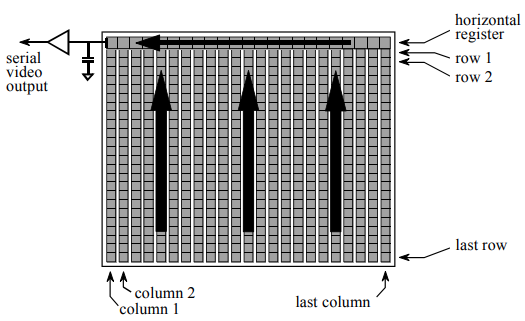 horizontal
register
serial
video
output
row 1
row 2
last row
column 2
column 1
last column